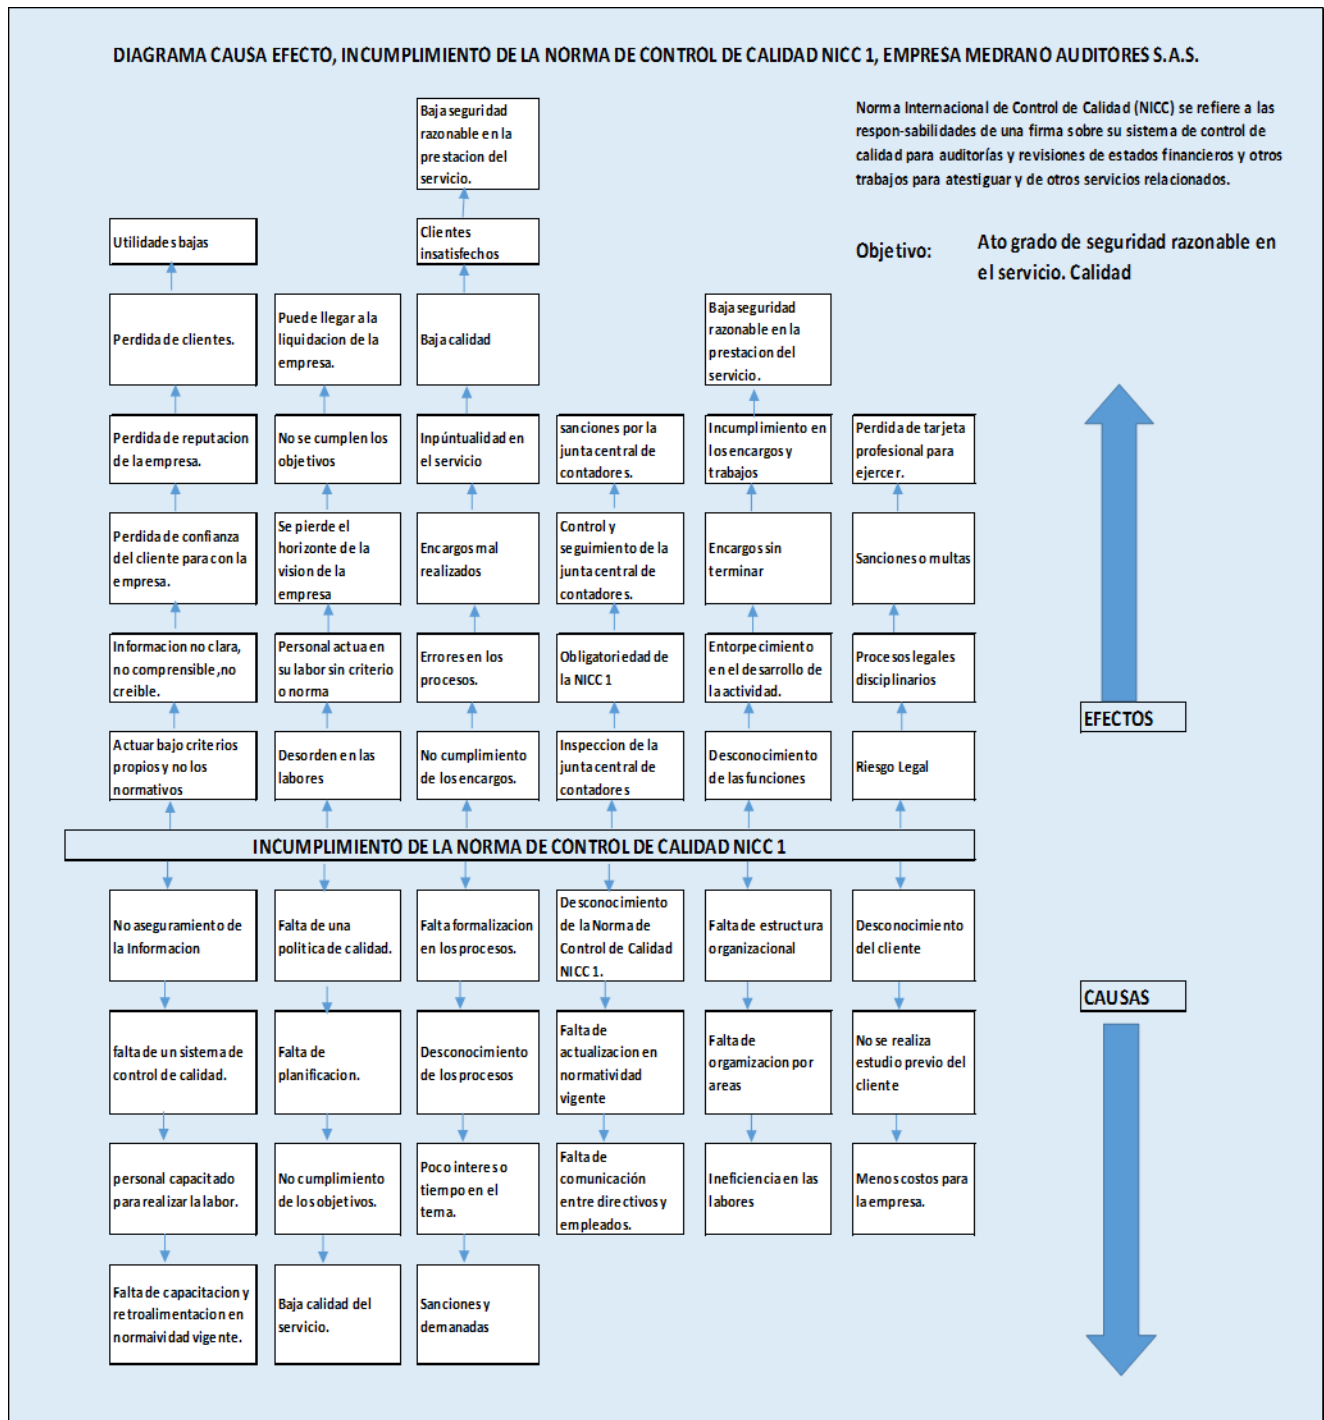 DIAGRAMA CAUSA EFECTO, INCUMPLIMIENTO DE LA NORMA DE CONTROL DE CALIDAD NICC 1, EMPRESA MEDRANO AUDITORES S.A.S.
Norma Internacional de Control de Calidad (NICC) se refiere a las
respon-sabilidades de una firma sobre su sistema de control de
calidad para auditorías y revisiones de estados financieros y otros
trabajos para atestiguar y de otros servicios relacionados.
Objetivo:
Ato grado de seguridad razonable en
el servicio. Calidad
Baja seguridad
razonable en la
prestacion del
servicio.
Utilidades bajas
Clientes
insatisfechos
Perdida de clientes.
Puede llegar a la
liquidacion de la
empresa.
Baja calidad
Baja seguridad
razonable en la
prestacion del
servicio.
Perdida de reputacion
de la empresa.
No se cumplen los
objetivos
Inpúntualidad en
el servicio
sanciones por la
junta central de
contadores.
Incumplimiento en
los encargos y
trabajos
Perdida de tarjeta
profesional para
ejercer.
Perdida de confianza
del cliente para con la
empresa.
Se pierde el
horizonte de la
vision de la
empresa
Encargos mal
realizados
Control y
seguimiento de la
junta central de
contadores.
Encargos sin
terminar
Sanciones o multas
Informacion no clara,
no comprensible ,no
creible.
Personal actua en
su labor sin criterio
o norma
Errores en los
procesos.
Obligatoriedad de
la NICC 1
Entorpecimiento
en el desarrollo de
la actividad.
Procesos legales
disciplinarios
EFECTOS
Actuar bajo criterios
propios y no los
normativos
Desorden en las
labores
No cumplimiento
de los encargos.
Inspeccion de la
junta central de
contadores
Desconocimiento
de las funciones
Riesgo Legal
INCUMPLIMIENTO DE LA NORMA DE CONTROL DE CALIDAD NICC 1
No aseguramiento de
la Informacion
Falta de una
politica de calidad.
Falta formalizacion
en los procesos.
Desconocimiento
de la Norma de
Control de Calidad
NICC 1.
Falta de estructura
organizacional
Desconocimiento
del cliente
CAUSAS
falta de un sistema de
control de calidad.
Falta de
planificacion.
Desconocimiento
de los procesos
Falta de
actualizacion en
normatividad
vigente
Falta de
orgamizacion por
areas
No se realiza
estudio previo del
cliente
personal capacitado
para realizar la labor.
No cumplimiento
de los objetivos.
Poco interes o
tiempo en el
tema.
Falta de
comunicación
entre directivos y
empleados.
Ineficiencia en las
labores
Menos costos para
la empresa.
Falta de capacitacion y
retroalimentacion en
normaividad vigente.
Baja calidad del
servicio.
Sanciones y
demanadas